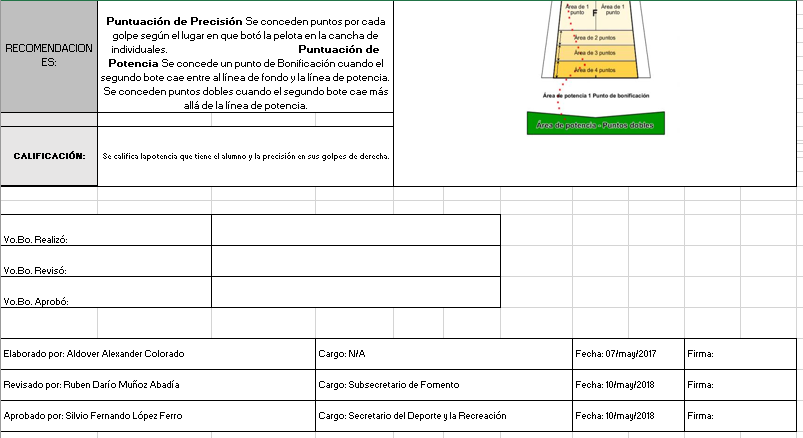 RECOMENDACION
ES:
Puntuación de Precisión Se conceden puntos por cada
golpe según el lugar en que botó la pelota en la cancha de
individuales. Puntuación de
Potencia Se concede un punto de Bonificación cuando el
segundo bote cae entre al línea de fondo y la línea de potencia.
Se conceden puntos dobles cuando el segundo bote cae más
allá de la línea de potencia.
Área de 1
punto
F
Área de 1
punto
Área de 2 puntos
Área de 3 puntos
Área de 4 puntos
Área de potencia 1 Punto de bonificación
Área de potencia - Puntos dobles
CALIFICACIÓN:
Se califica lapotencia que tiene el alumno y la precisión en sus golpes de derecha.
Vo.Bo. Realizó:
Vo.Bo. Revisó:
Vo.Bo. Aprobó:
Elaborado por: Aldover Alexander Colorado Cargo: N/A Fecha: 07/may/2017 Firma:
Revisado por: Ruben Darío Muñoz Abadía Cargo: Subsecretario de Fomento Fecha: 10/may/2018 Firma:
Aprobado por: Silvio Fernando López Ferro Cargo: Secretario del Deporte y la Recreación Fecha: 10/may/2018 Firma: